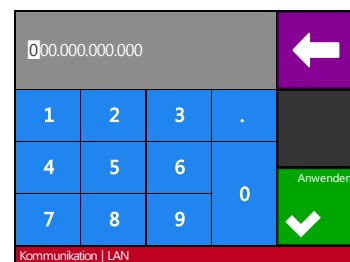 000.000.000.000
1 2 3 .
4 5 6
Anwenden
0
7 8 9
Kommunikation | LAN